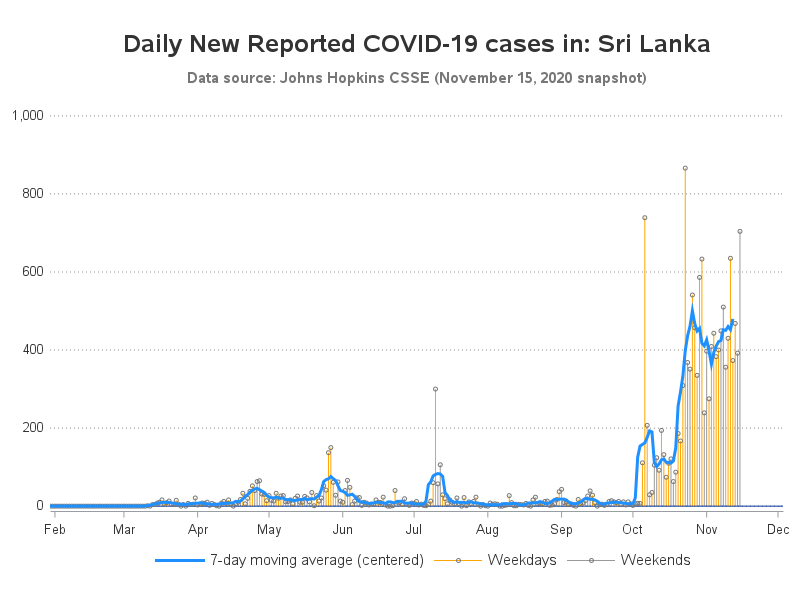 Daily New Reported COVID-19 cases in: Sri Lanka
Data source: Johns Hopkins CSSE (November 15, 2020 snapshot)
1,000
800
600
400
200
0
Feb Mar Apr May Jun Jul Aug Sep Oct Nov Dec
7-day moving average (centered) Weekdays Weekends